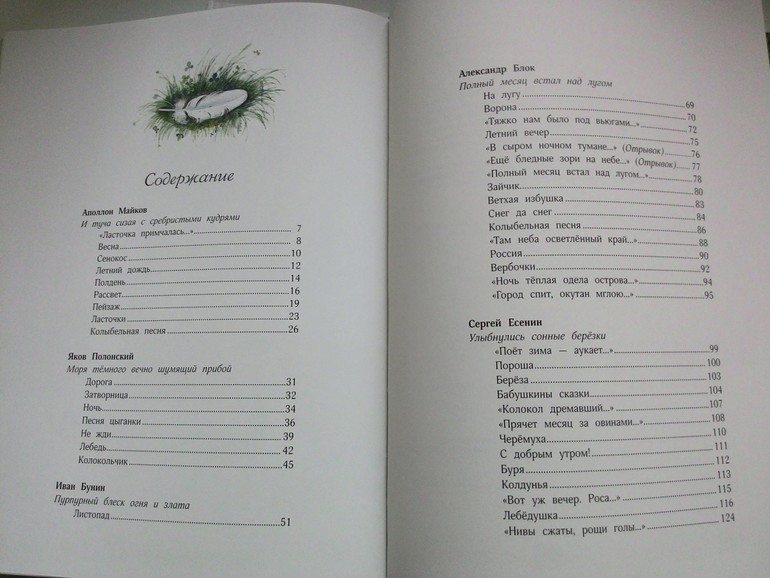 Содержание
Аполлон Майков
И туча сизая с сребристыми кудрями
«Ласточка примчалась...» 7
Весна 8
Сенокос 10
Летний дождь 12
Полдень 14
Рассвет 16
Пейзаж 19
Ласточки 23
Колыбельная песня 26
Яков Полонский
Моря тёмного вечно шумящий прибой
Дорога 31
Затворница 32
Ночь 34
Песня цыганки 36
Не жди 39
Лебедь 42
Колокольчик 45
Иван Бунин
Пурпурный блеск огня и злата
Листопад 51
Александр Блок
Полный месяц встал над лугом
На лугу 69
Ворона 70
«Тяжко нам было под вьюгами...» 72
Летний вечер 75
«В сыром ночном тумане...» (Отрывок) 76
«Ещё бледные зори на небе...» (Отрывок) 77
«Полный месяц встал над лугом...» 78
Зайчик 80
Ветхая избушка 83
Снег да снег 84
Колыбельная песня 86
«Там неба осветлённый край...» 88
Россия 90
Вербочки 92
«Ночь тёплая одела острова...» 94
«Город спит, окутан мглою...» 95
Сергей Есенин
Улыбнулись сонные берёзки
«Поёт зима — аукает...» 99
Пороша 100
Берёза 103
Бабушкины сказки 104
«Колокол дремавший...» 107
«Прячет месяц за овинами...» 108
Черёмуха 110
С добрым утром! 111
Буря 112
Колдунья 113
«Вот уж вечер. Роса...» 115
Лебёдушка 116
«Нивы сжаты, рощи голы...» 124